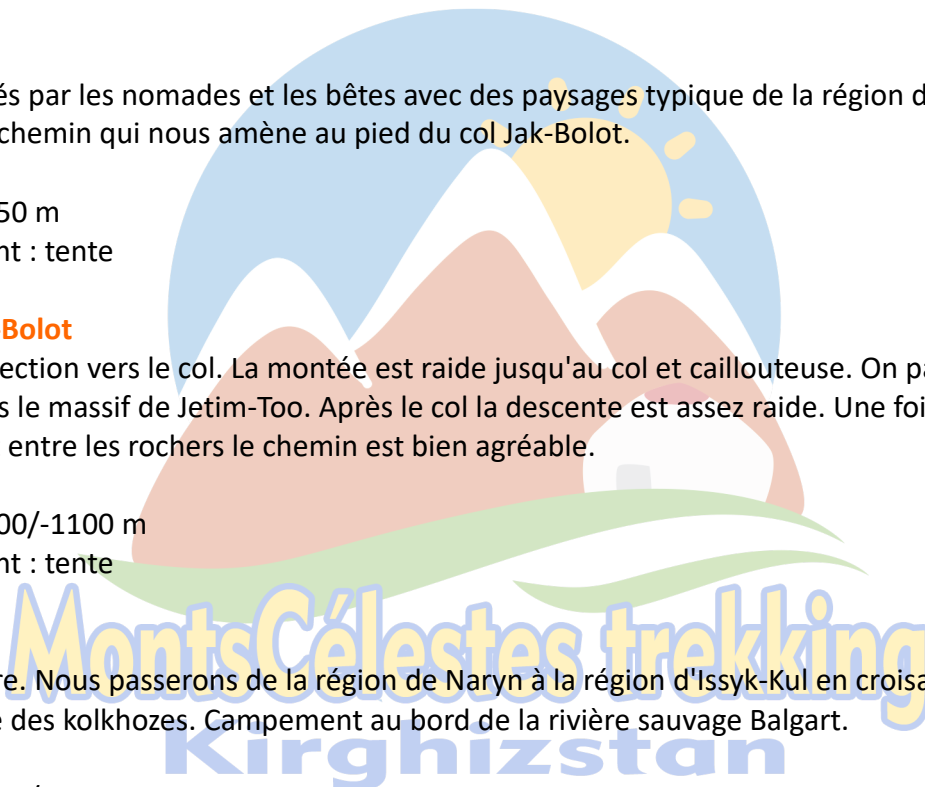 és par les nomades et les bêtes avec des paysages typique de la région d
chemin qui nous amène au pied du col Jak-Bolot.
50 m
nt : tente
Bolot
ection vers le col. La montée est raide jusqu'au col et caillouteuse. On pa
s le massif de Jetim-Too. Après le col la descente est assez raide. Une foi
entre les rochers le chemin est bien agréable.
00/-1100 m
nt : tente
MontsCélestes trekking
re. Nous passerons de la région de Naryn à la région d'Issyk-Kul en croisa
e des kolkhozes. Campement au bord de la rivière sauvage Balgart.
Kirghizstan